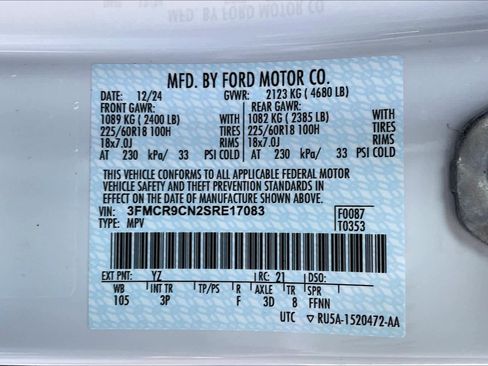 MFD. BY FORD MOTOR CO.
DATE: 12/24 GVWR: 2123 KG ( 4680 LB)
FRONT GAWR: REAR GAWR:
1089 KG ( 2400 LB) WITH 1082 KG ( 2385 LB) WITH
225/60R18 100H TIRES 225/60R18 100H TIRES
18x7.0J RIMS 18x7.0J RIMS
AT 230 kPa/ 33 PSI COLD AT 230 kPa/ 33 PSI COLD
THIS VEHICLE CONFORMS TO ALL APPLICABLE FEDERAL MOTOR
VEHICLE SAFETY AND THEFT PREVENTION STANDARDS IN
EFFECT ON THE DATE OF MANUFACTURE SHOWN ABOVE.
VIN: 3FMCR9CN2SRE17083 F0087
TYPE: MPV T0353
EXT PNT: YZ RC: 21 DSO:
WB INT TR TP/PS R AXLE TR SPR
105 3P F 3D 8 FFNN
UTC ▽ RU5A-1520472-AA